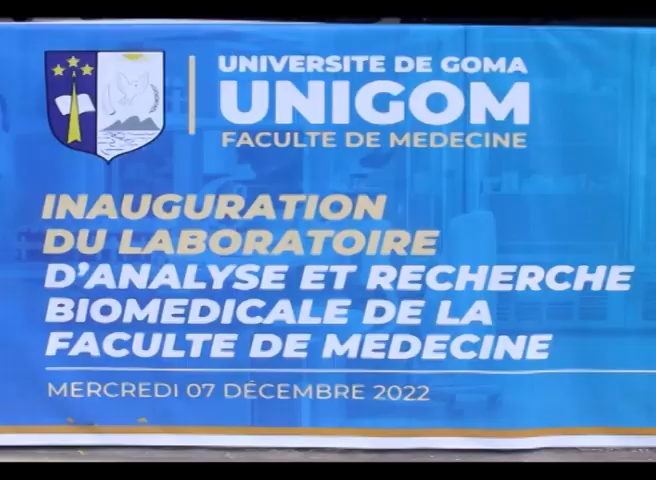 UNIVERSITE DE GOMA
UNIGOM
FACULTE DE MEDECINE
INAUGURATION
DU LABORATOIRE
D'ANALYSE ET RECHERCHE
BIOMEDICALE DE LA
FACULTE DE MEDECINE
MERCREDI 07 DÉCEMBRE 2022